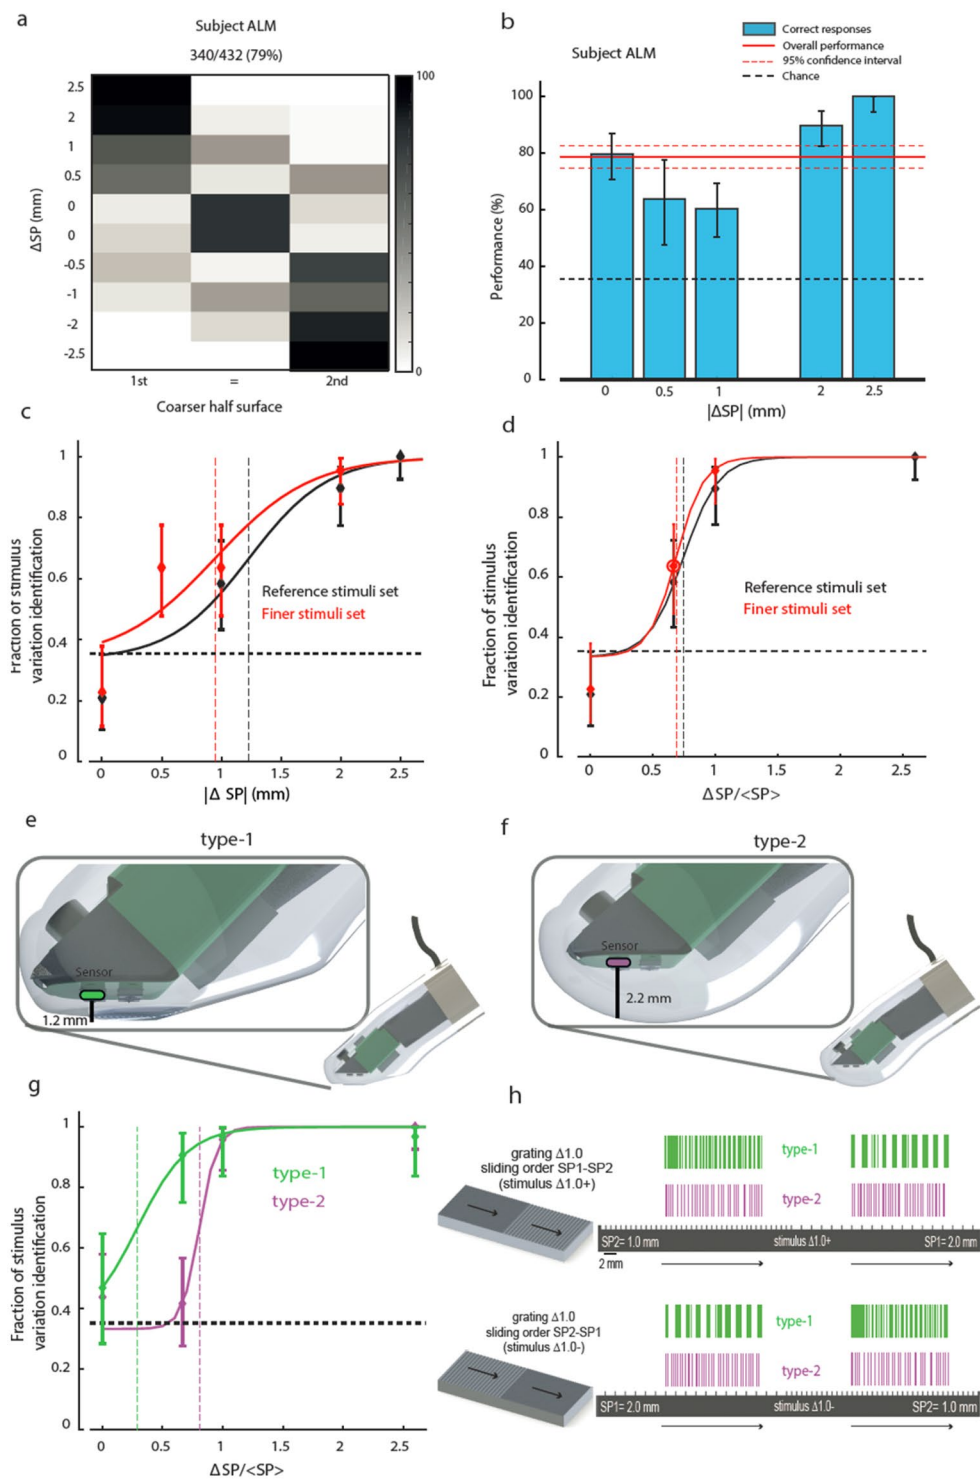 a
Subject ALM
340/432 (79%)
ΔSP (mm)
2.5
2
1
0.5
0
0
-0.5
-1
-2
-2.5
1st = 2nd
Coarser half surface
100
0
b
Subject ALM
Correct responses
Overall performance
95% confidence interval
Chance
Performance (%)
100
80
60
40
20
0
0 0.5 1 2 2.5
|ΔSP| (mm)
c
Fraction of stimulus
variation identification
1
0.8
0.6
0.4
0.2
0
Reference stimuli set
Finer stimuli set
0 0.5 1 1.5 2 2.5
|Δ SP| (mm)
d
Fraction of stimulus
variation identification
1
0.8
0.6
0.4
0.2
0
Reference stimuli set
Finer stimuli set
0 0.5 1 1.5 2 2.5
ΔSP/<SP>
e
type-1
Sensor
1.2 mm
f
type-2
Sensor
2.2 mm
g
Fraction of stimulus
variation identification
1
0.8
0.6
0.4
0.2
0
type-1
type-2
0 0.5 1 1.5 2 2.5
ΔSP/<SP>
h
grating Δ1.0
sliding order SP1-SP2
(stimulus Δ1.0+)
type-1
type-2
SP2= 1.0 mm stimulus Δ1.0+ SP1= 2.0 mm
2 mm
grating Δ1.0
sliding order SP2-SP1
(stimulus Δ1.0-)
type-1
type-2
SP1= 2.0 mm stimulus Δ1.0- SP2= 1.0 mm